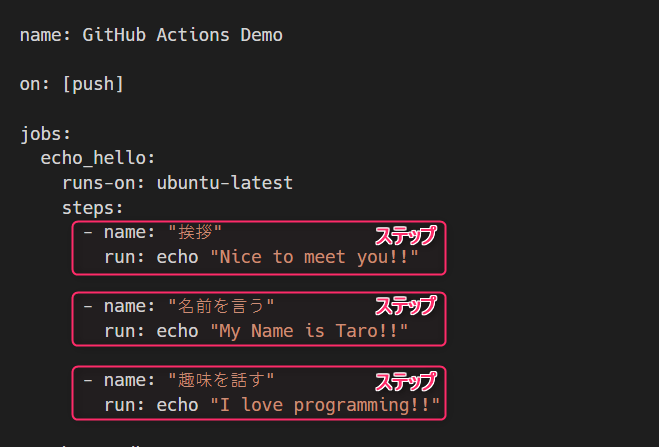 name: GitHub Actions Demo
on: [push]
jobs:
echo_hello:
runs-on: ubuntu-latest
steps:
- name: "挨拶" ステップ
run: echo "Nice to meet you!!"
- name: "名前を言う" ステップ
run: echo "My Name is Taro!!"
- name: "趣味を話す" ステップ
run: echo "I love programming!!"